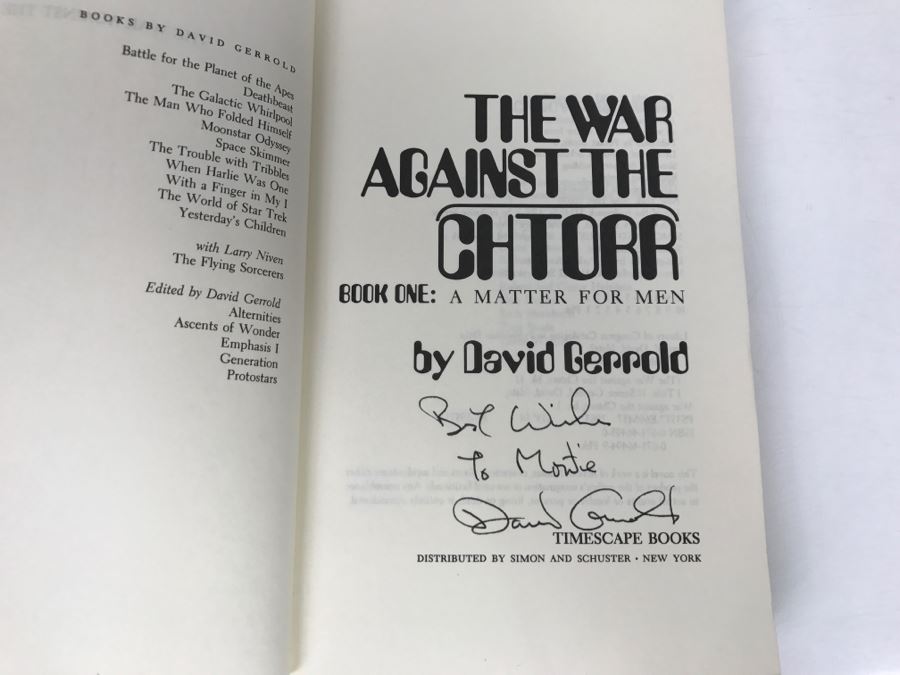 BOOKS BY DAVID GERROLD
Battle for the Planet of the Apes
Deathbeast
The Galactic Whirlpool
The Man Who Folded Himself
Moonstar Odyssey
Space Skimmer
The Trouble with Tribbles
When Harlie Was One
With a Finger in My I
The World of Star Trek
Yesterday's Children
with Larry Niven
The Flying Sorcerers
Edited by David Gerrold
Alternities
Ascents of Wonder
Emphasis I
Generation
Protostars
THE WAR
AGAINST THE
CHTORR
BOOK ONE: A MATTER FOR MEN
by David Gerrold
Best Wishes
To Montie
David Gerrold
TIMESCAPE BOOKS
DISTRIBUTED BY SIMON AND SCHUSTER • NEW YORK